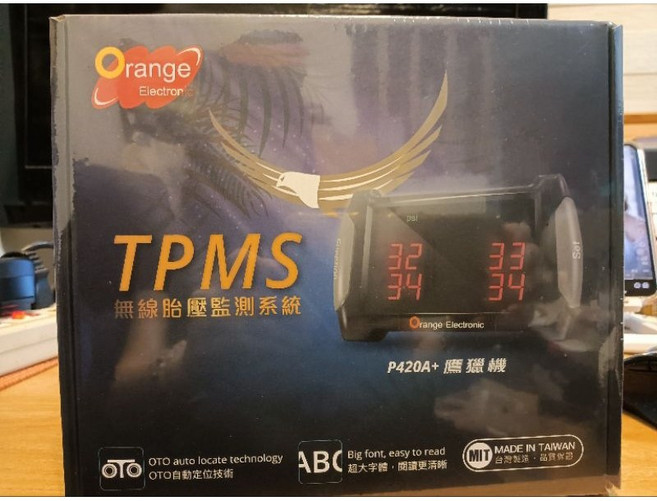 Orange
Electronic
TPMS
無線胎壓監測系統
psi
32 33
34 34
Set
Orange Electronic
P420A+ 鷹獵機
OTO
OTO auto locate technology
OTO自動定位技術
ABC
Big font, easy to read
超大字體，閱讀更清晰
MIT
MADE IN TAIWAN
台灣製造・品質保證